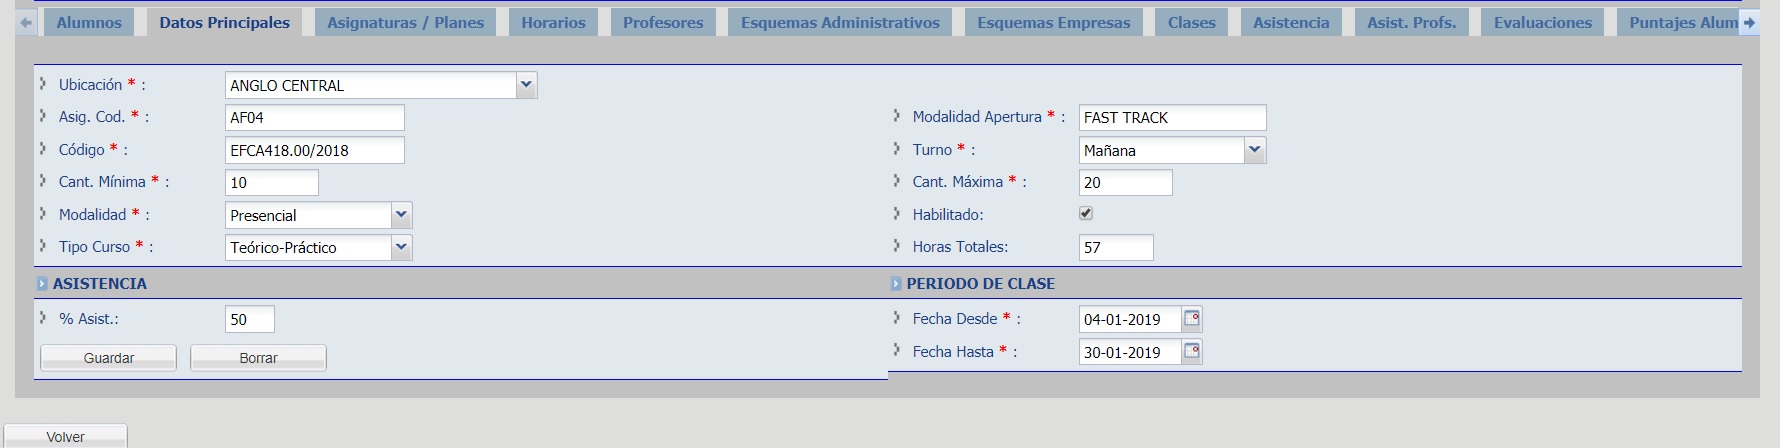 Alumnos Datos Principales Asignaturas / Planes Horarios Profesores Esquemas Administrativos Esquemas Empresas Clases Asistencia Asist. Profs. Evaluaciones Puntajes Alum
Ubicación * : ANGLO CENTRAL
Asig. Cod. * : AF04 Modalidad Apertura * : FAST TRACK
Código * : EFCA418.00/2018 Turno * : Mañana
Cant. Mínima * : 10 Cant. Máxima * : 20
Modalidad * : Presencial Habilitado:
Tipo Curso * : Teórico-Práctico Horas Totales: 57
ASISTENCIA PERIODO DE CLASE
% Asist.: 50 Fecha Desde * : 04-01-2019
Guardar Borrar Fecha Hasta * : 30-01-2019
Volver